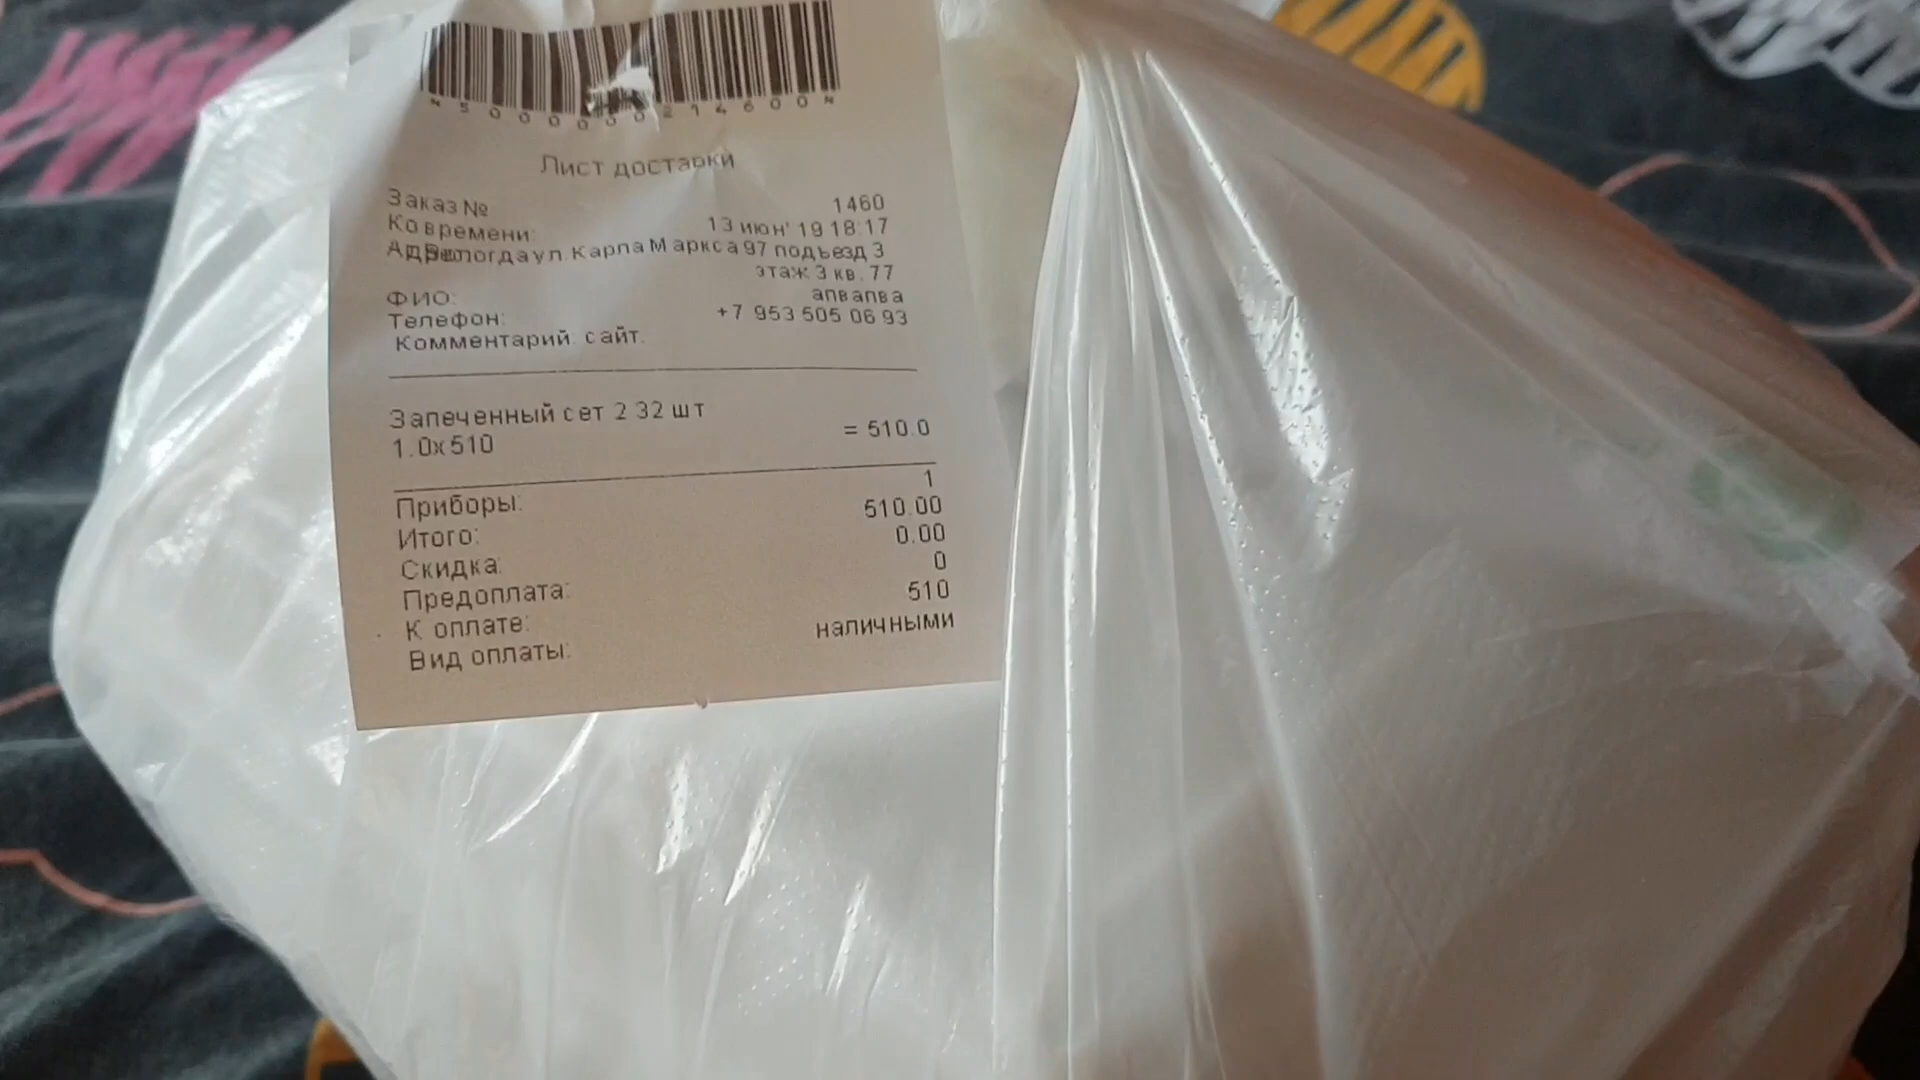 Лист доставки
Заказ № 1460
Ко времени: 13 июн' 19 18:17
Вологда ул. Карла Маркса 97 подъезд 3
этаж 3 кв. 77
ФИО: апвапва
Телефон: +7 953 505 06 93
Комментарий: сайт.
Запеченный сет 2 32 шт
1.0x510 = 510.0
Приборы: 1
Итого: 510.00
Скидка: 0.00
Предоплата: 0
К оплате: 510
Вид оплаты: наличными